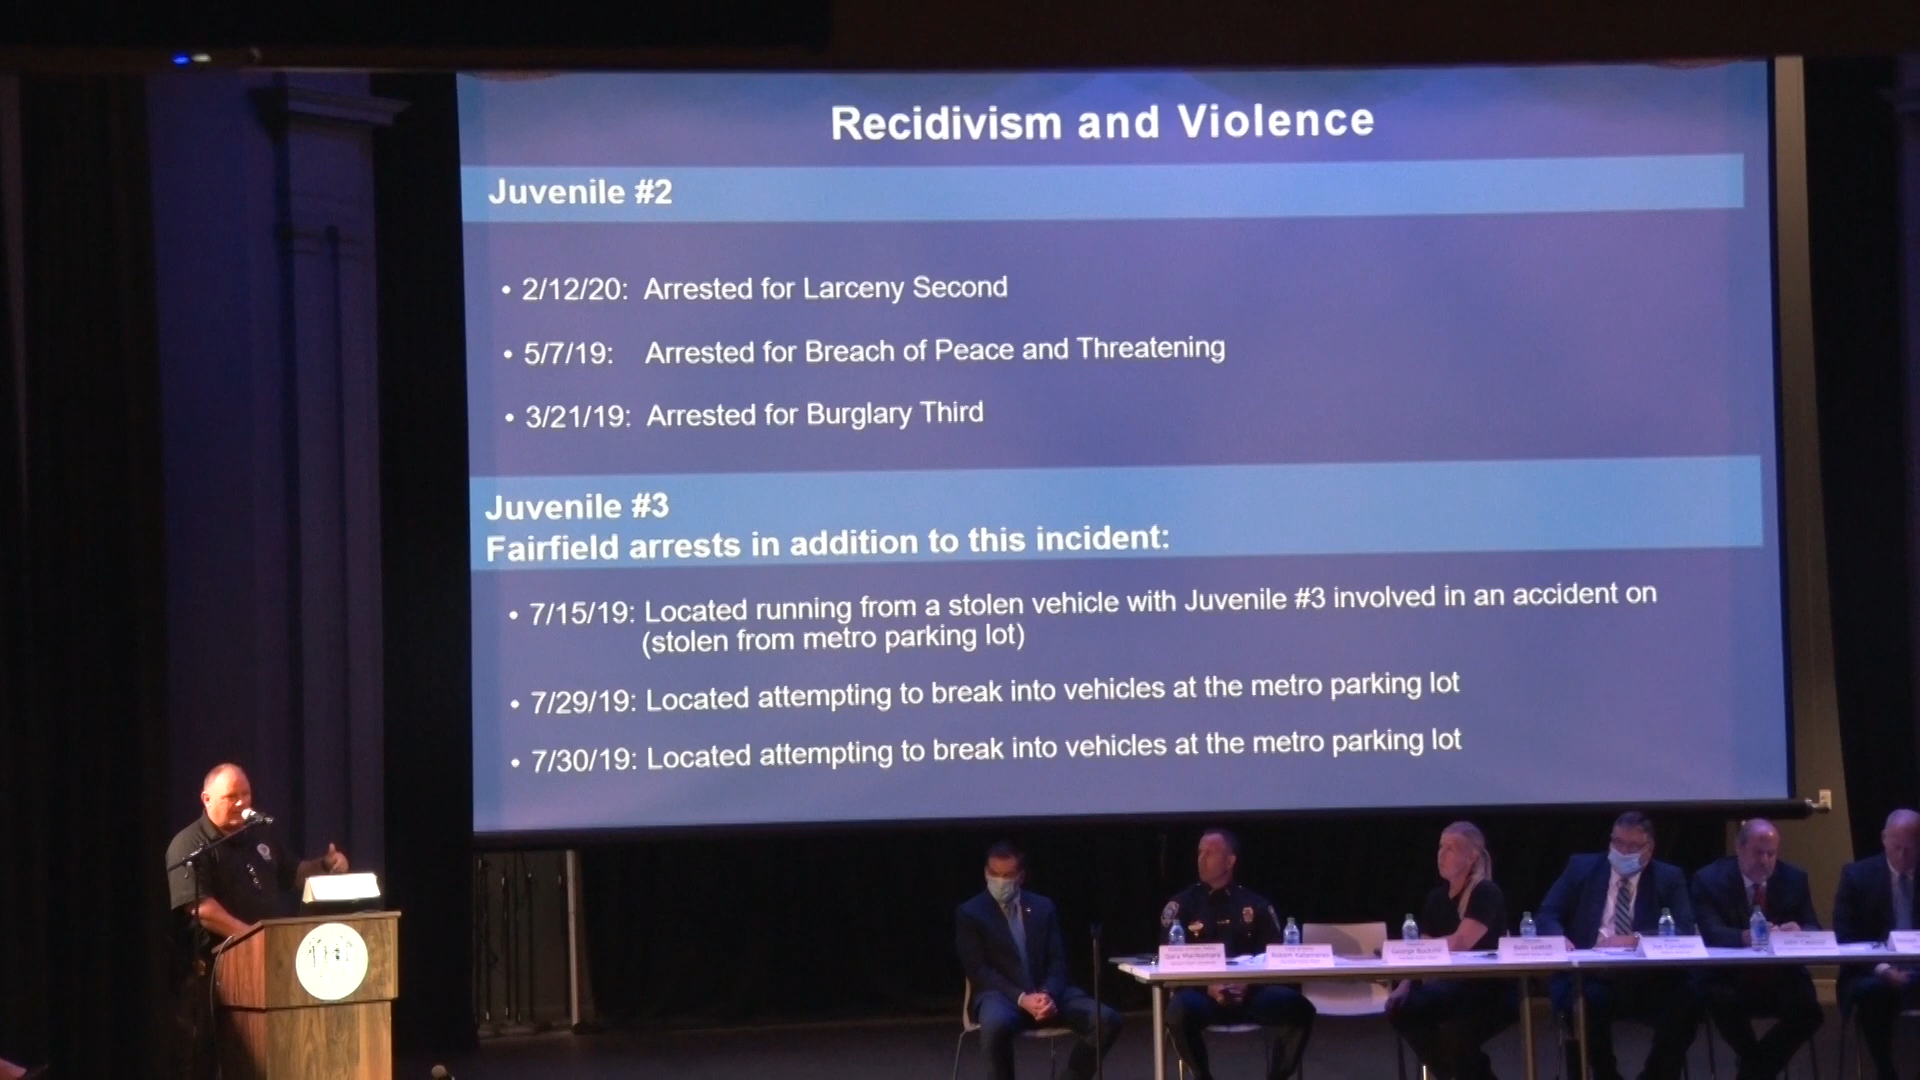 Recidivism and Violence
Juvenile #2
• 2/12/20: Arrested for Larceny Second
• 5/7/19: Arrested for Breach of Peace and Threatening
• 3/21/19: Arrested for Burglary Third
Juvenile #3
Fairfield arrests in addition to this incident:
• 7/15/19: Located running from a stolen vehicle with Juvenile #3 involved in an accident on
(stolen from metro parking lot)
• 7/29/19: Located attempting to break into vehicles at the metro parking lot
• 7/30/19: Located attempting to break into vehicles at the metro parking lot